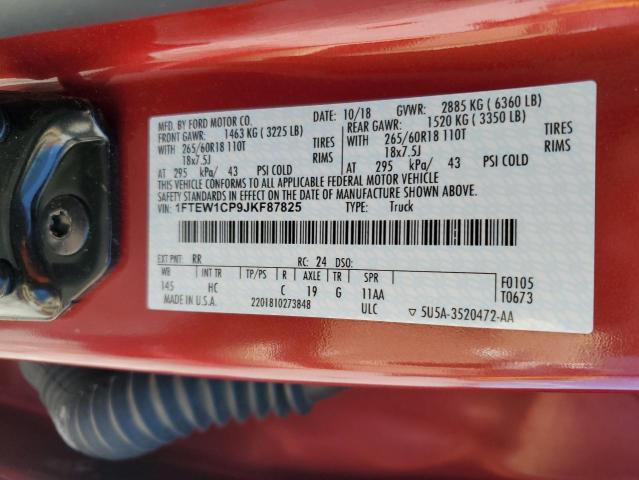 MFD. BY FORD MOTOR CO.
DATE: 10/18 GVWR: 2885 KG ( 6360 LB)
FRONT GAWR: 1463 KG ( 3225 LB) REAR GAWR: 1520 KG ( 3350 LB)
WITH 265/60R18 110T TIRES WITH 265/60R18 110T TIRES
18x7.5J RIMS 18x7.5J RIMS
AT 295 kPa/ 43 PSI COLD AT 295 kPa/ 43 PSI COLD
THIS VEHICLE CONFORMS TO ALL APPLICABLE FEDERAL MOTOR VEHICLE
SAFETY STANDARDS IN EFFECT ON THE DATE OF MANUFACTURE SHOWN ABOVE.
VIN: 1FTEW1CP9JKF87825 TYPE: Truck
EXT PNT: RR RC: 24 DSO:
WB INT TR TP/PS R AXLE TR SPR
145 HC C 19 G 11AA F0105
T0673
MADE IN U.S.A. 2201810273848 ULC ▽ 5U5A-3520472-AA